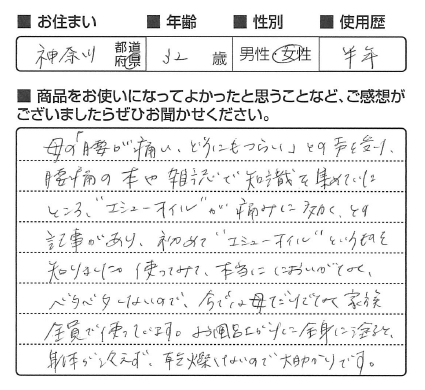 ■ お住まい ■ 年齢 ■ 性別 ■ 使用歴
神奈川 都道府県 32 歳 男性・女性 半年
■ 商品をお使いになってよかったと思うことなど、ご感想が
ございましたらぜひお聞かせください。
母の「腰が痛い、どうにもつらい」との声を受け、
腰痛の本や雑誌で知識を集めていた
ところ、"エミューオイル"が痛みに効く、との
記事があり、初めて"エミューオイル"というものを
知りました。使ってみて、本当ににおいがなく、
ベタベタしないので、今では母だけでなく家族
全員で使っています。お風呂上がりに全身に塗ると、
身体が冷えず、乾燥しないので大助かりです。